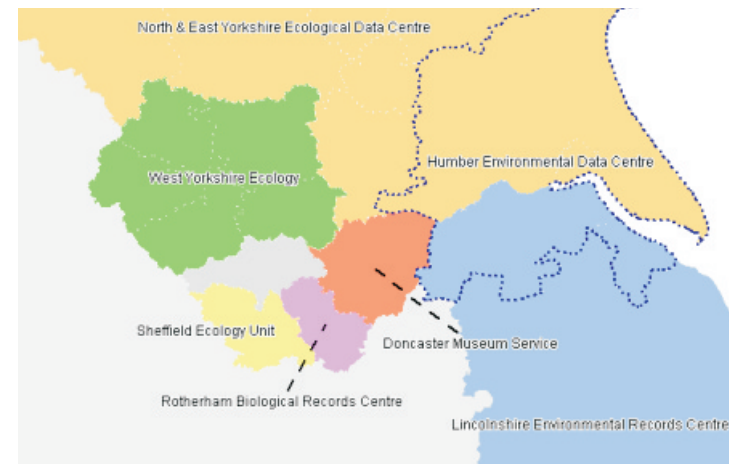 North & East Yorkshire Ecological Data Centre
Humber Environmental Data Centre
West Yorkshire Ecology
Sheffield Ecology Unit
Doncaster Museum Service
Rotherham Biological Records Centre
Lincolnshire Environmental Records Centre